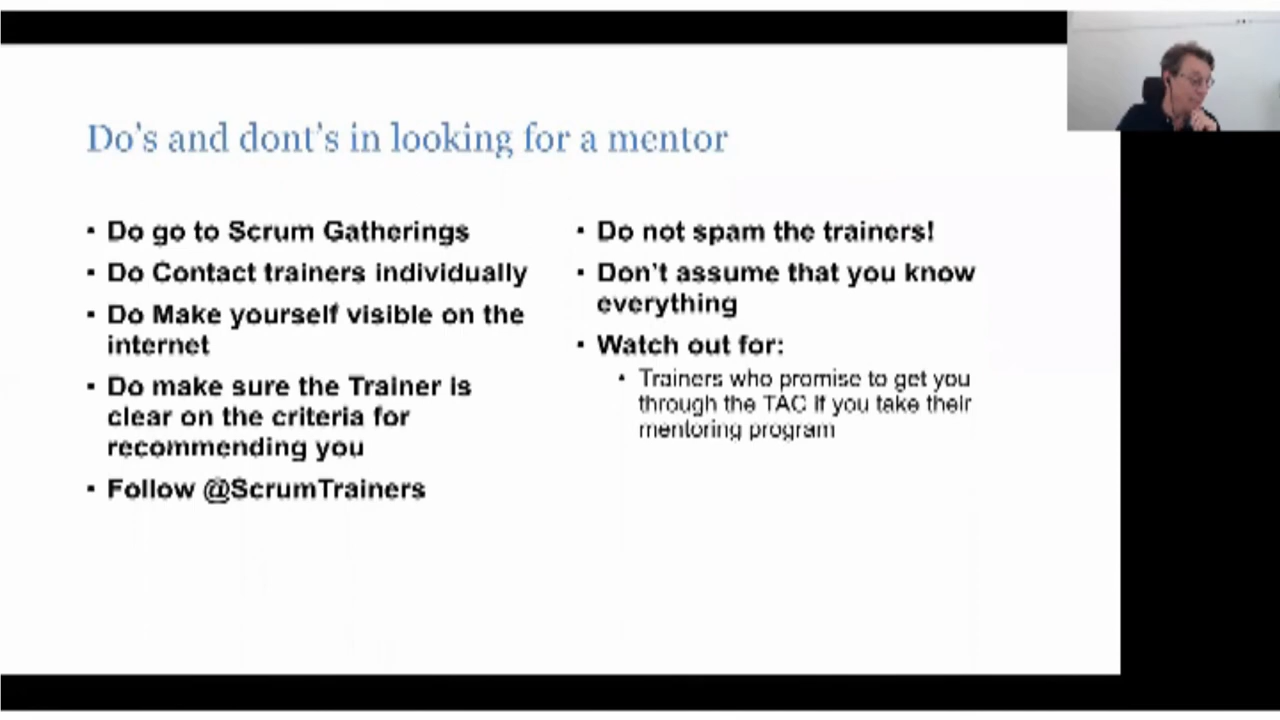 Do's and dont's in looking for a mentor
▪ Do go to Scrum Gatherings
▪ Do Contact trainers individually
▪ Do Make yourself visible on the
internet
▪ Do make sure the Trainer is
clear on the criteria for
recommending you
▪ Follow @ScrumTrainers
▪ Do not spam the trainers!
▪ Don't assume that you know
everything
▪ Watch out for:
▪ Trainers who promise to get you
through the TAC if you take their
mentoring program